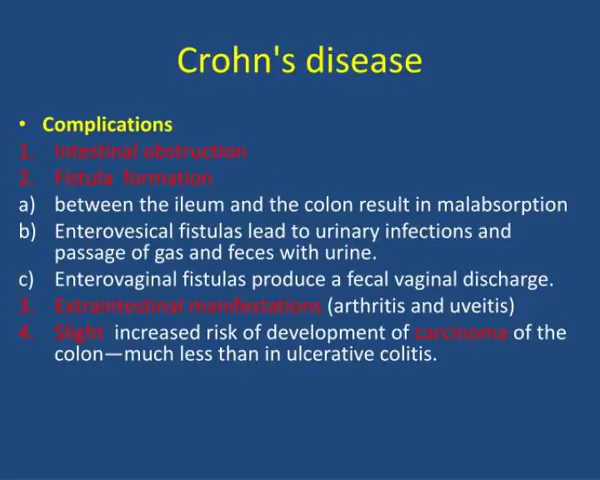 Crohn's disease
• Complications
1. Intestinal obstruction
2. Fistula formation
a) between the ileum and the colon result in malabsorption
b) Enterovesical fistulas lead to urinary infections and
passage of gas and feces with urine.
c) Enterovaginal fistulas produce a fecal vaginal discharge.
3. Extraintestinal manifestations (arthritis and uveitis)
4. Slight increased risk of development of carcinoma of the
colon—much less than in ulcerative colitis.